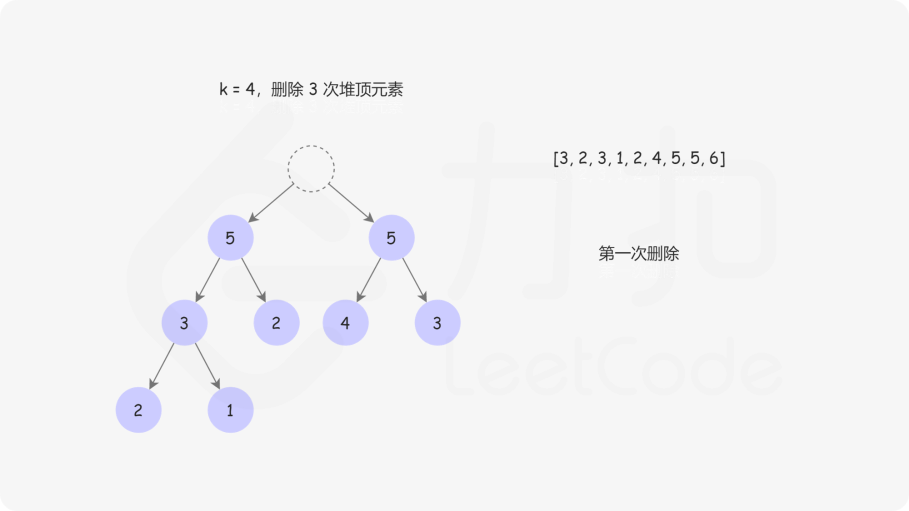 k = 4，删除 3 次堆顶元素
[3, 2, 3, 1, 2, 4, 5, 5, 6]
5
5
第一次删除
3
2
4
3
力扣
LeetCode
2
1